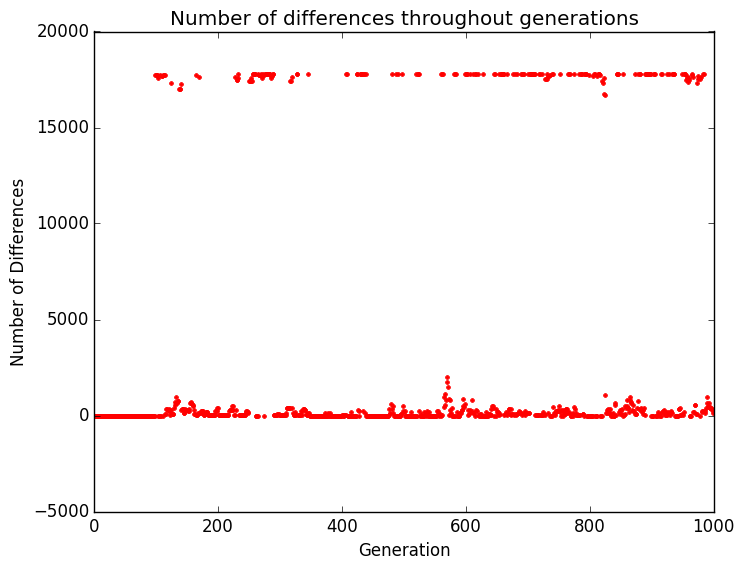 Number of differences throughout generations
20000
15000
10000
5000
0
−5000
Number of Differences
0 200 400 600 800 1000
Generation